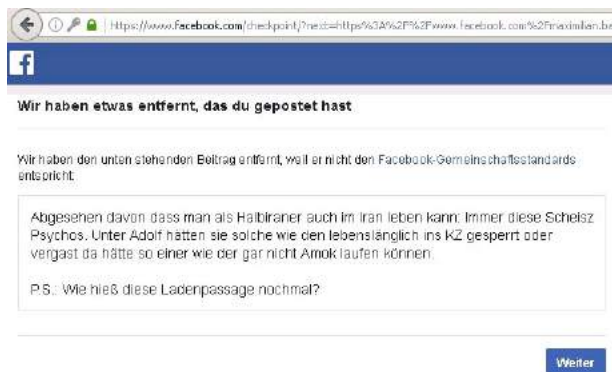 https://www.facebook.com/checkpoint/?next=https%3A%2F%2Fwww.facebook.com%2Fmaximilian.be
f
Wir haben etwas entfernt, das du gepostet hast
Wir haben den unten stehenden Beitrag entfernt, weil er nicht den Facebook-Gemeinschaftsstandards
entspricht:
Abgesehen davon dass man als Halbiraner auch im Iran leben kann: Immer diese Scheisz
Psychos. Unter Adolf hätten sie solche wie den lebenslänglich ins KZ gesperrt oder
vergast da hätte so einer wie der gar nicht Amok laufen können.
P.S.: Wie hieß diese Ladenpassage nochmal?
Weiter